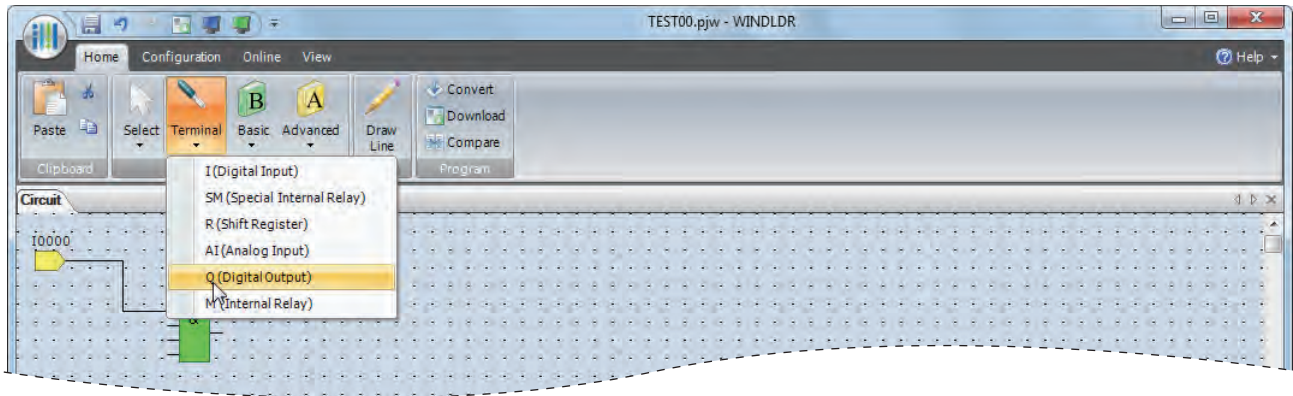 TEST00.pjw - WINDLDR
Home Configuration Online View
Help
Paste
Select Terminal Basic Advanced
B
A
Draw
Line
Convert
Download
Compare
Clipboard
Program
I (Digital Input)
SM (Special Internal Relay)
R (Shift Register)
AI (Analog Input)
Q (Digital Output)
M (Internal Relay)
Circuit
I0000